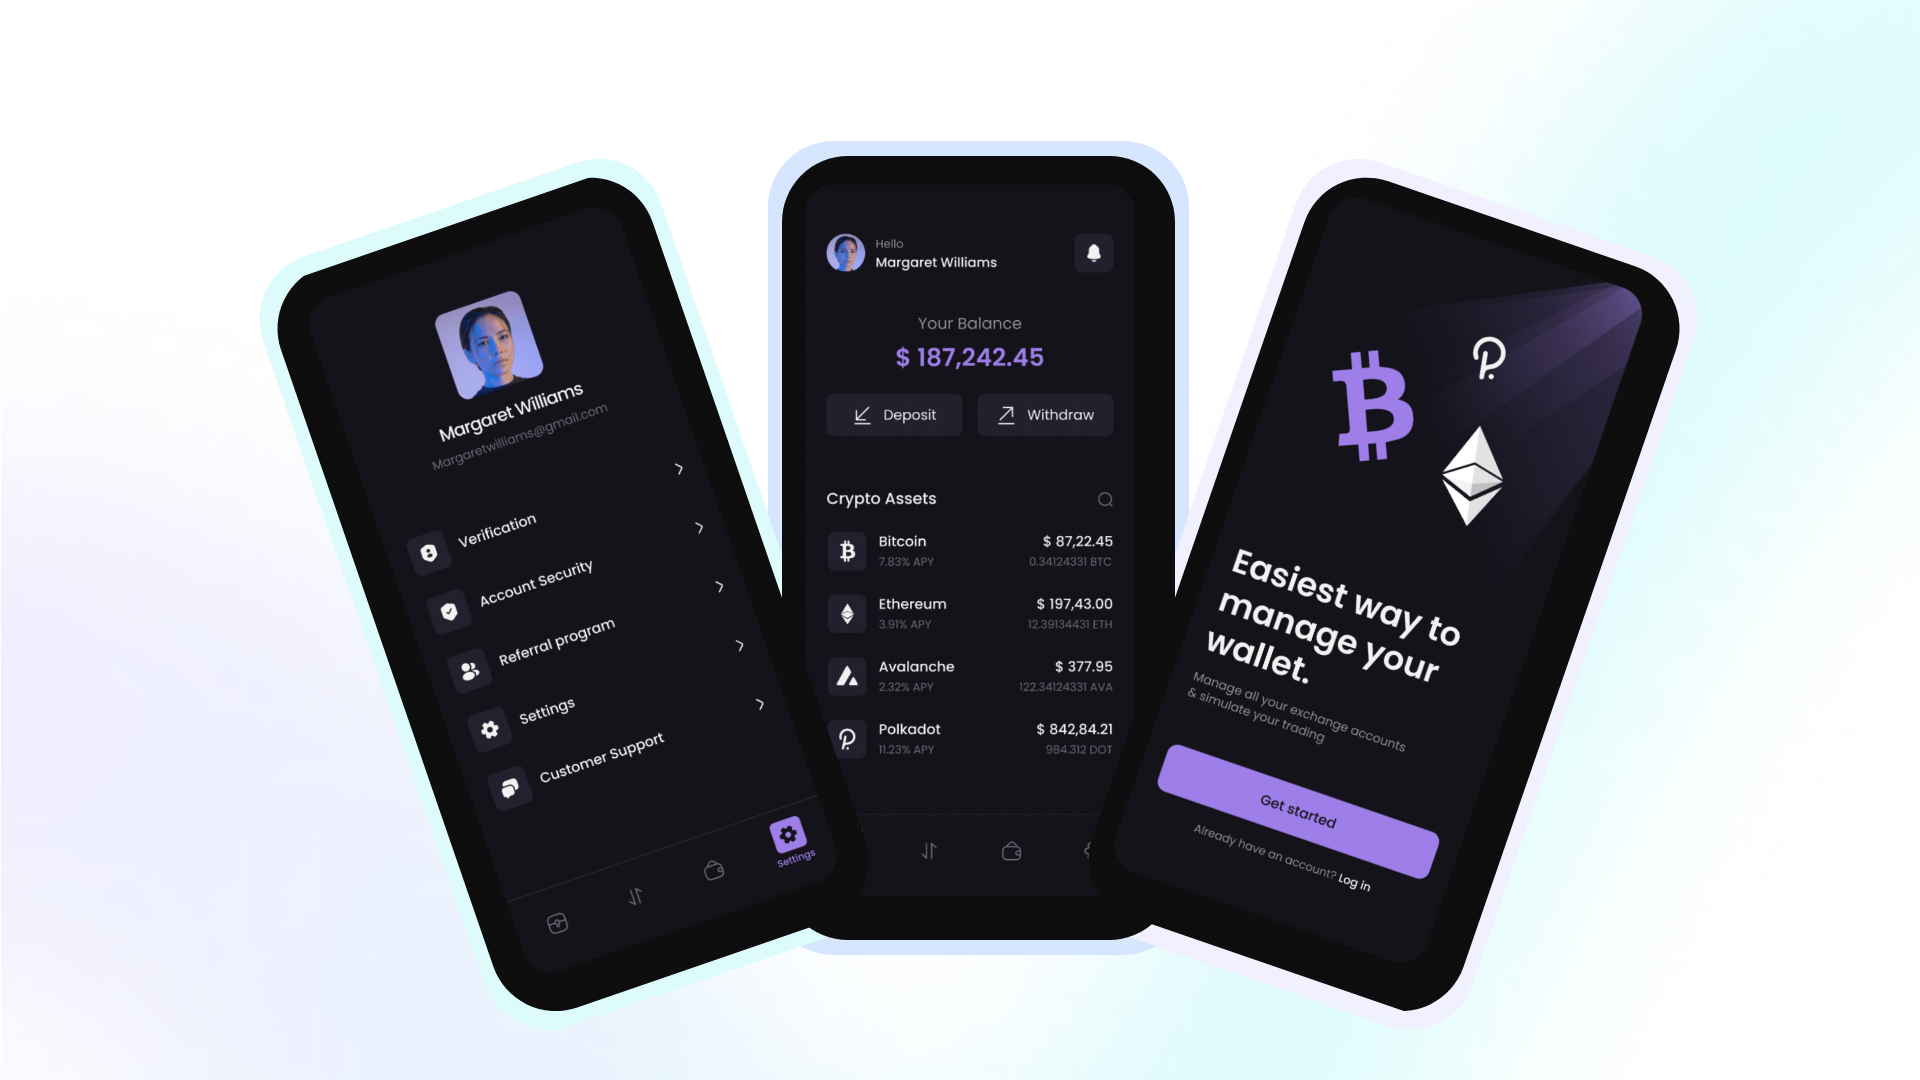 Margaret Williams
Margaretwilliams@gmail.com
Verification
Account Security
Referral program
Settings
Customer Support
Settings
Hello
Margaret Williams
Your Balance
$ 187,242.45
Deposit
Withdraw
Crypto Assets
Bitcoin
$ 87,22.45
7.83% APY
0.34124331 BTC
Ethereum
$ 197,43.00
3.91% APY
12.39134431 ETH
Avalanche
$ 377.95
2.32% APY
122.34124331 AVA
Polkadot
$ 842,84.21
11.23% APY
984.312 DOT
Easiest way to
manage your
wallet.
Manage all your exchange accounts
& simulate your trading
Get started
Already have an account? Log in